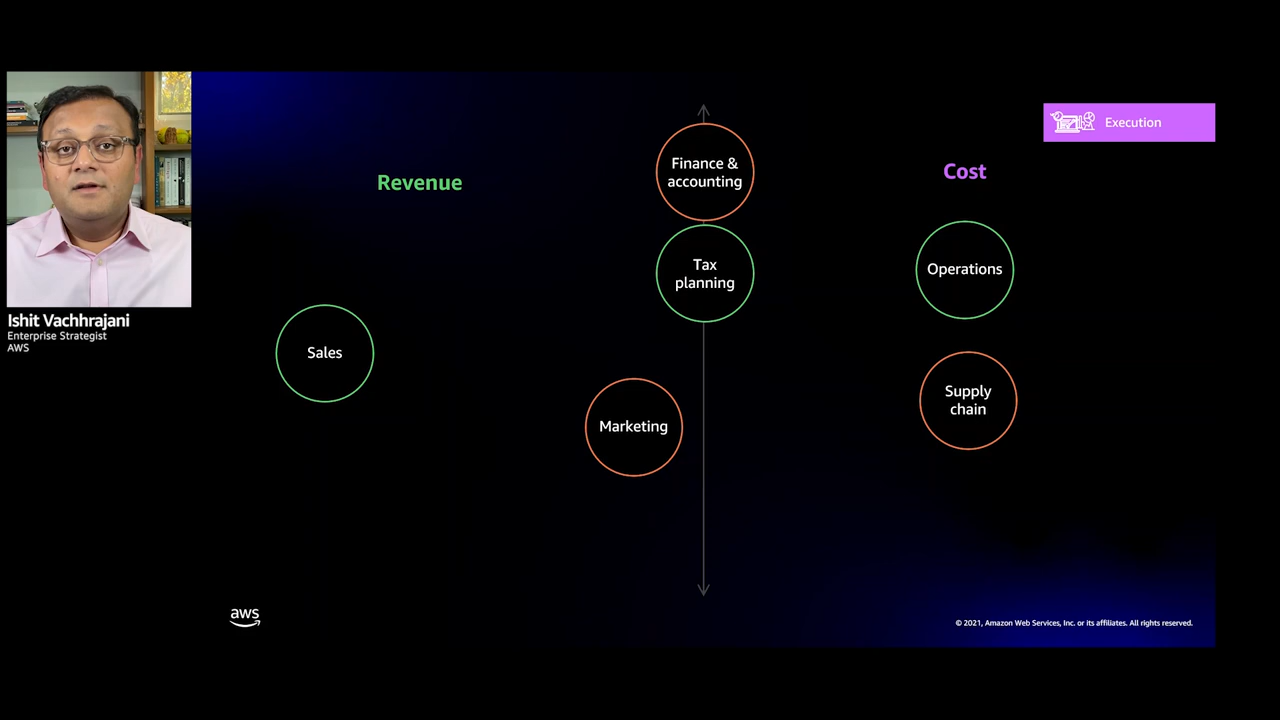 Ishit Vachhrajani
Enterprise Strategist
AWS
Revenue
Cost
Execution
Finance &
accounting
Tax
planning
Operations
Sales
Supply
chain
Marketing
aws
© 2021, Amazon Web Services, Inc. or its affiliates. All rights reserved.